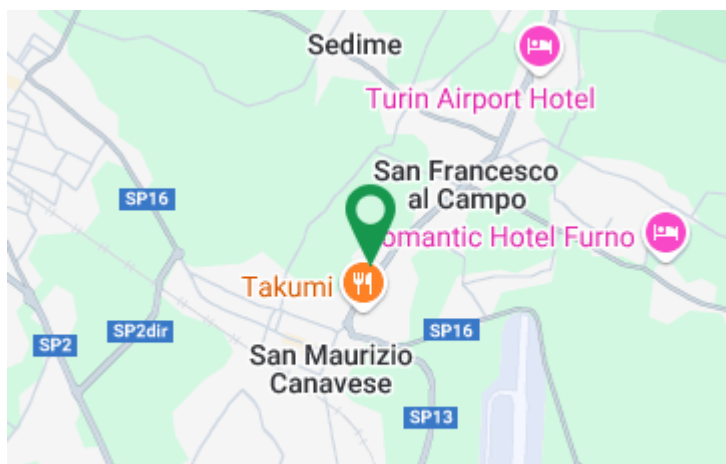 Sedime
Turin Airport Hotel
San Francesco
al Campo
SP16
omantic Hotel Furno
Takumi
SP2dir
SP16
SP2
San Maurizio
Canavese
SP13